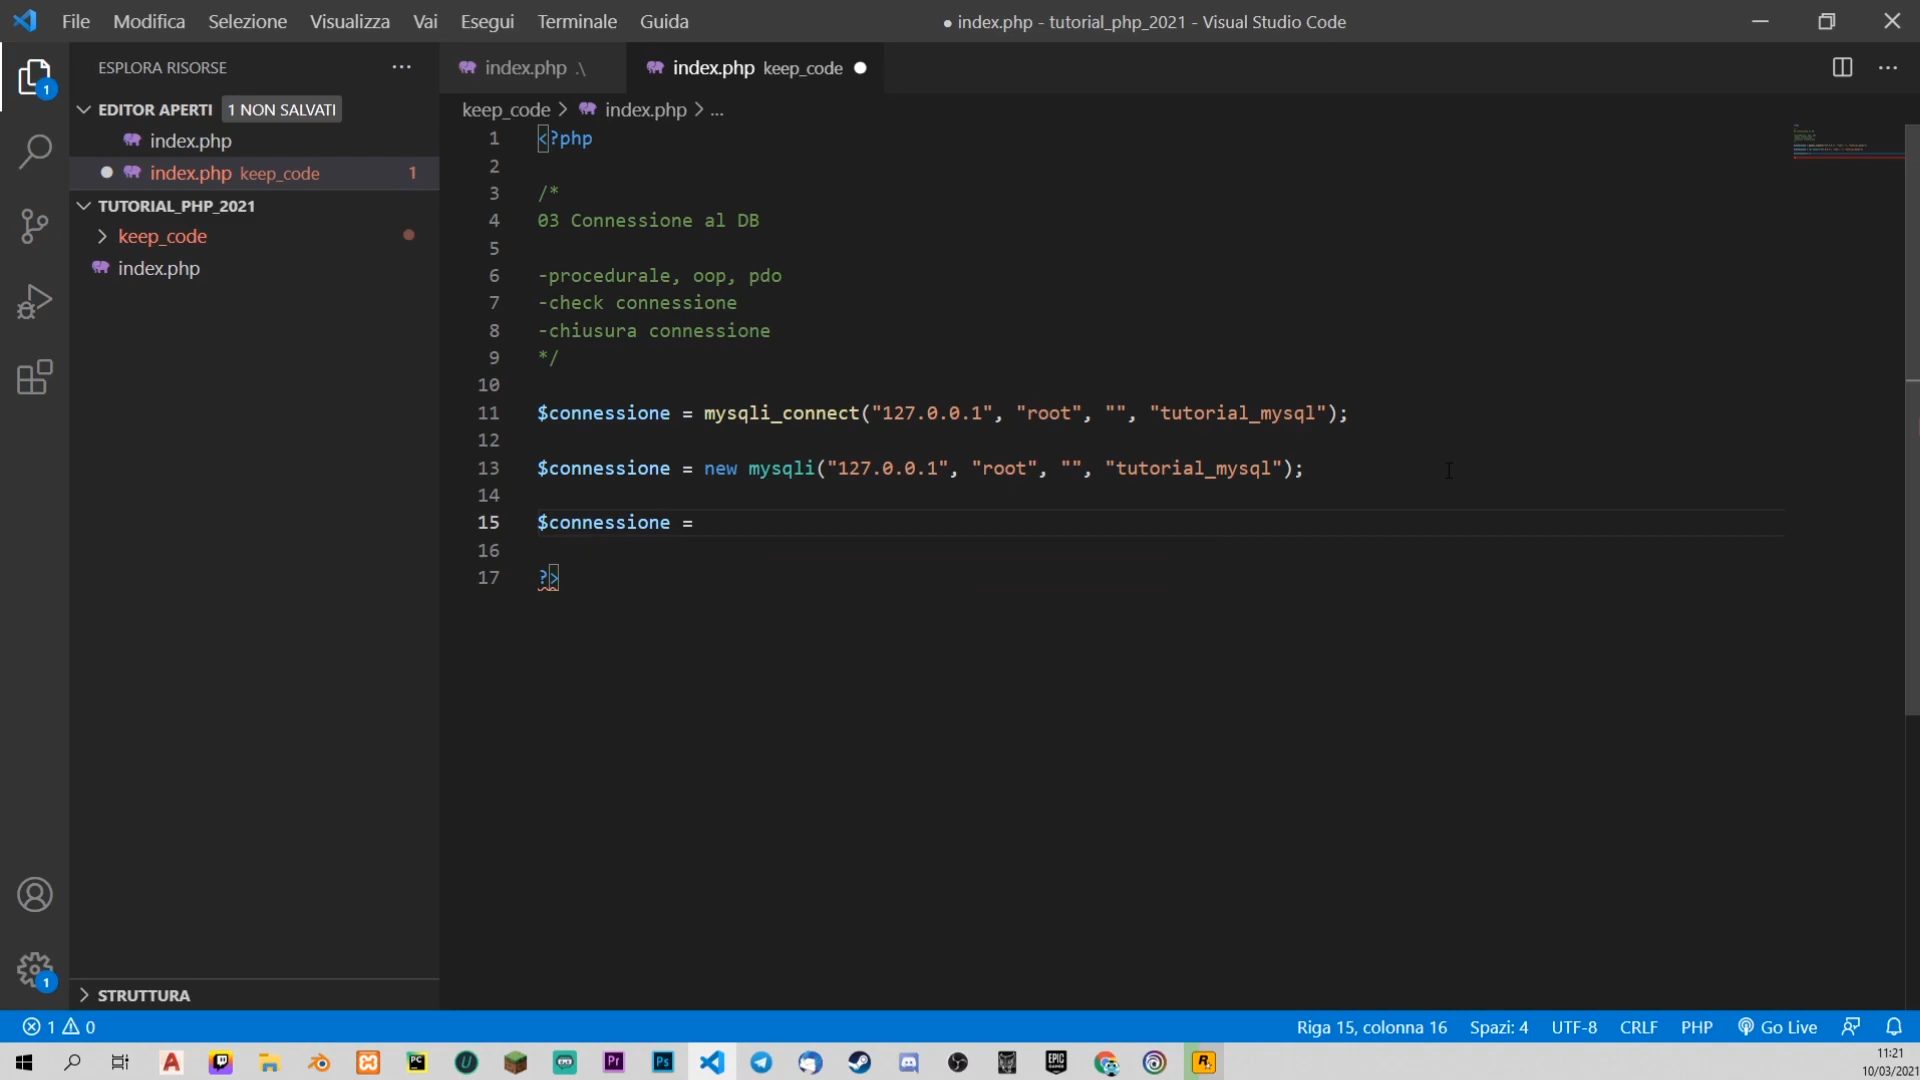 File Modifica Selezione Visualizza Vai Esegui Terminale Guida
● index.php - tutorial_php_2021 - Visual Studio Code
ESPLORA RISORSE
EDITOR APERTI 1 NON SALVATI
index.php
index.php keep_code 1
TUTORIAL_PHP_2021
keep_code
index.php
STRUTTURA
index.php .\
index.php keep_code
keep_code > index.php > ...
1 <?php
2
3 /*
4 03 Connessione al DB
5
6 -procedurale, oop, pdo
7 -check connessione
8 -chiusura connessione
9 */
10
11 $connessione = mysqli_connect("127.0.0.1", "root", "", "tutorial_mysql");
12
13 $connessione = new mysqli("127.0.0.1", "root", "", "tutorial_mysql");
14
15 $connessione =
16
17 ?>
1
1
1 0
Riga 15, colonna 16 Spazi: 4 UTF-8 CRLF PHP Go Live
11:21
10/03/2021